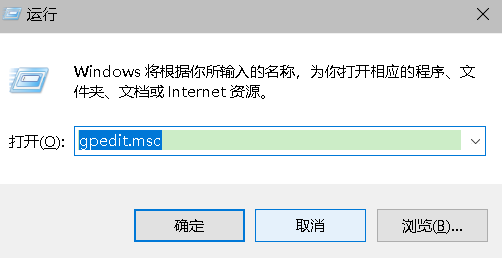 运行
Windows 将根据你所输入的名称，为你打开相应的程序、文
件夹、文档或 Internet 资源。
打开(O): gpedit.msc
确定 取消 浏览(B)...